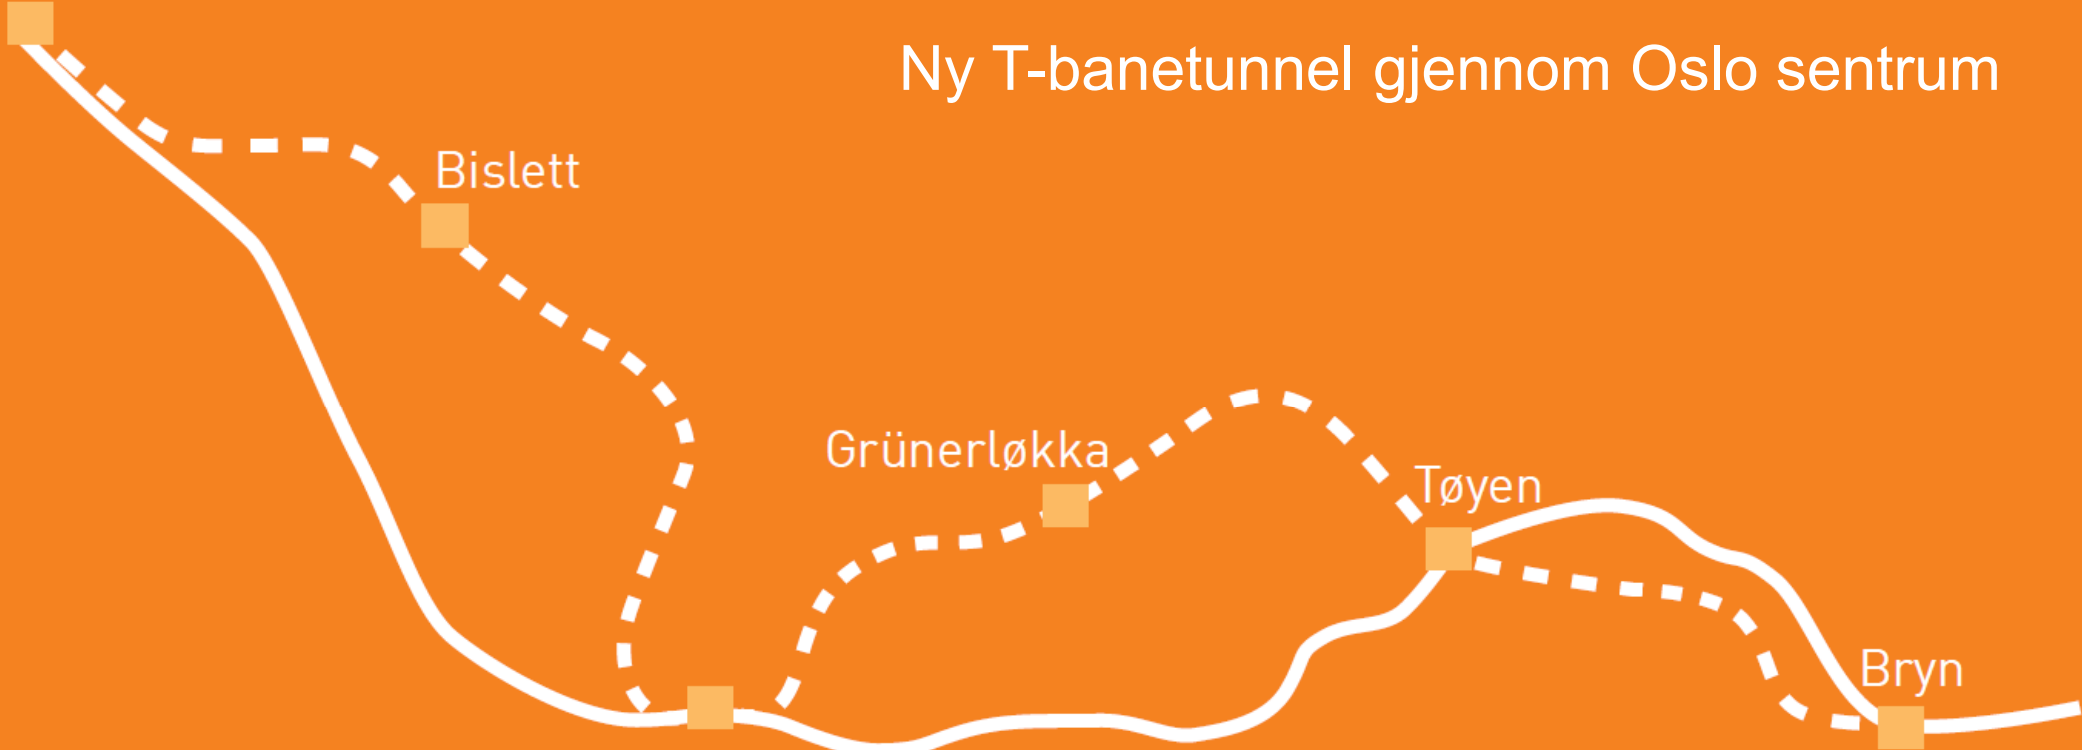 Ny T-banetunnel gjennom Oslo sentrum
Bislett
Grünerløkka
Tøyen
Bryn